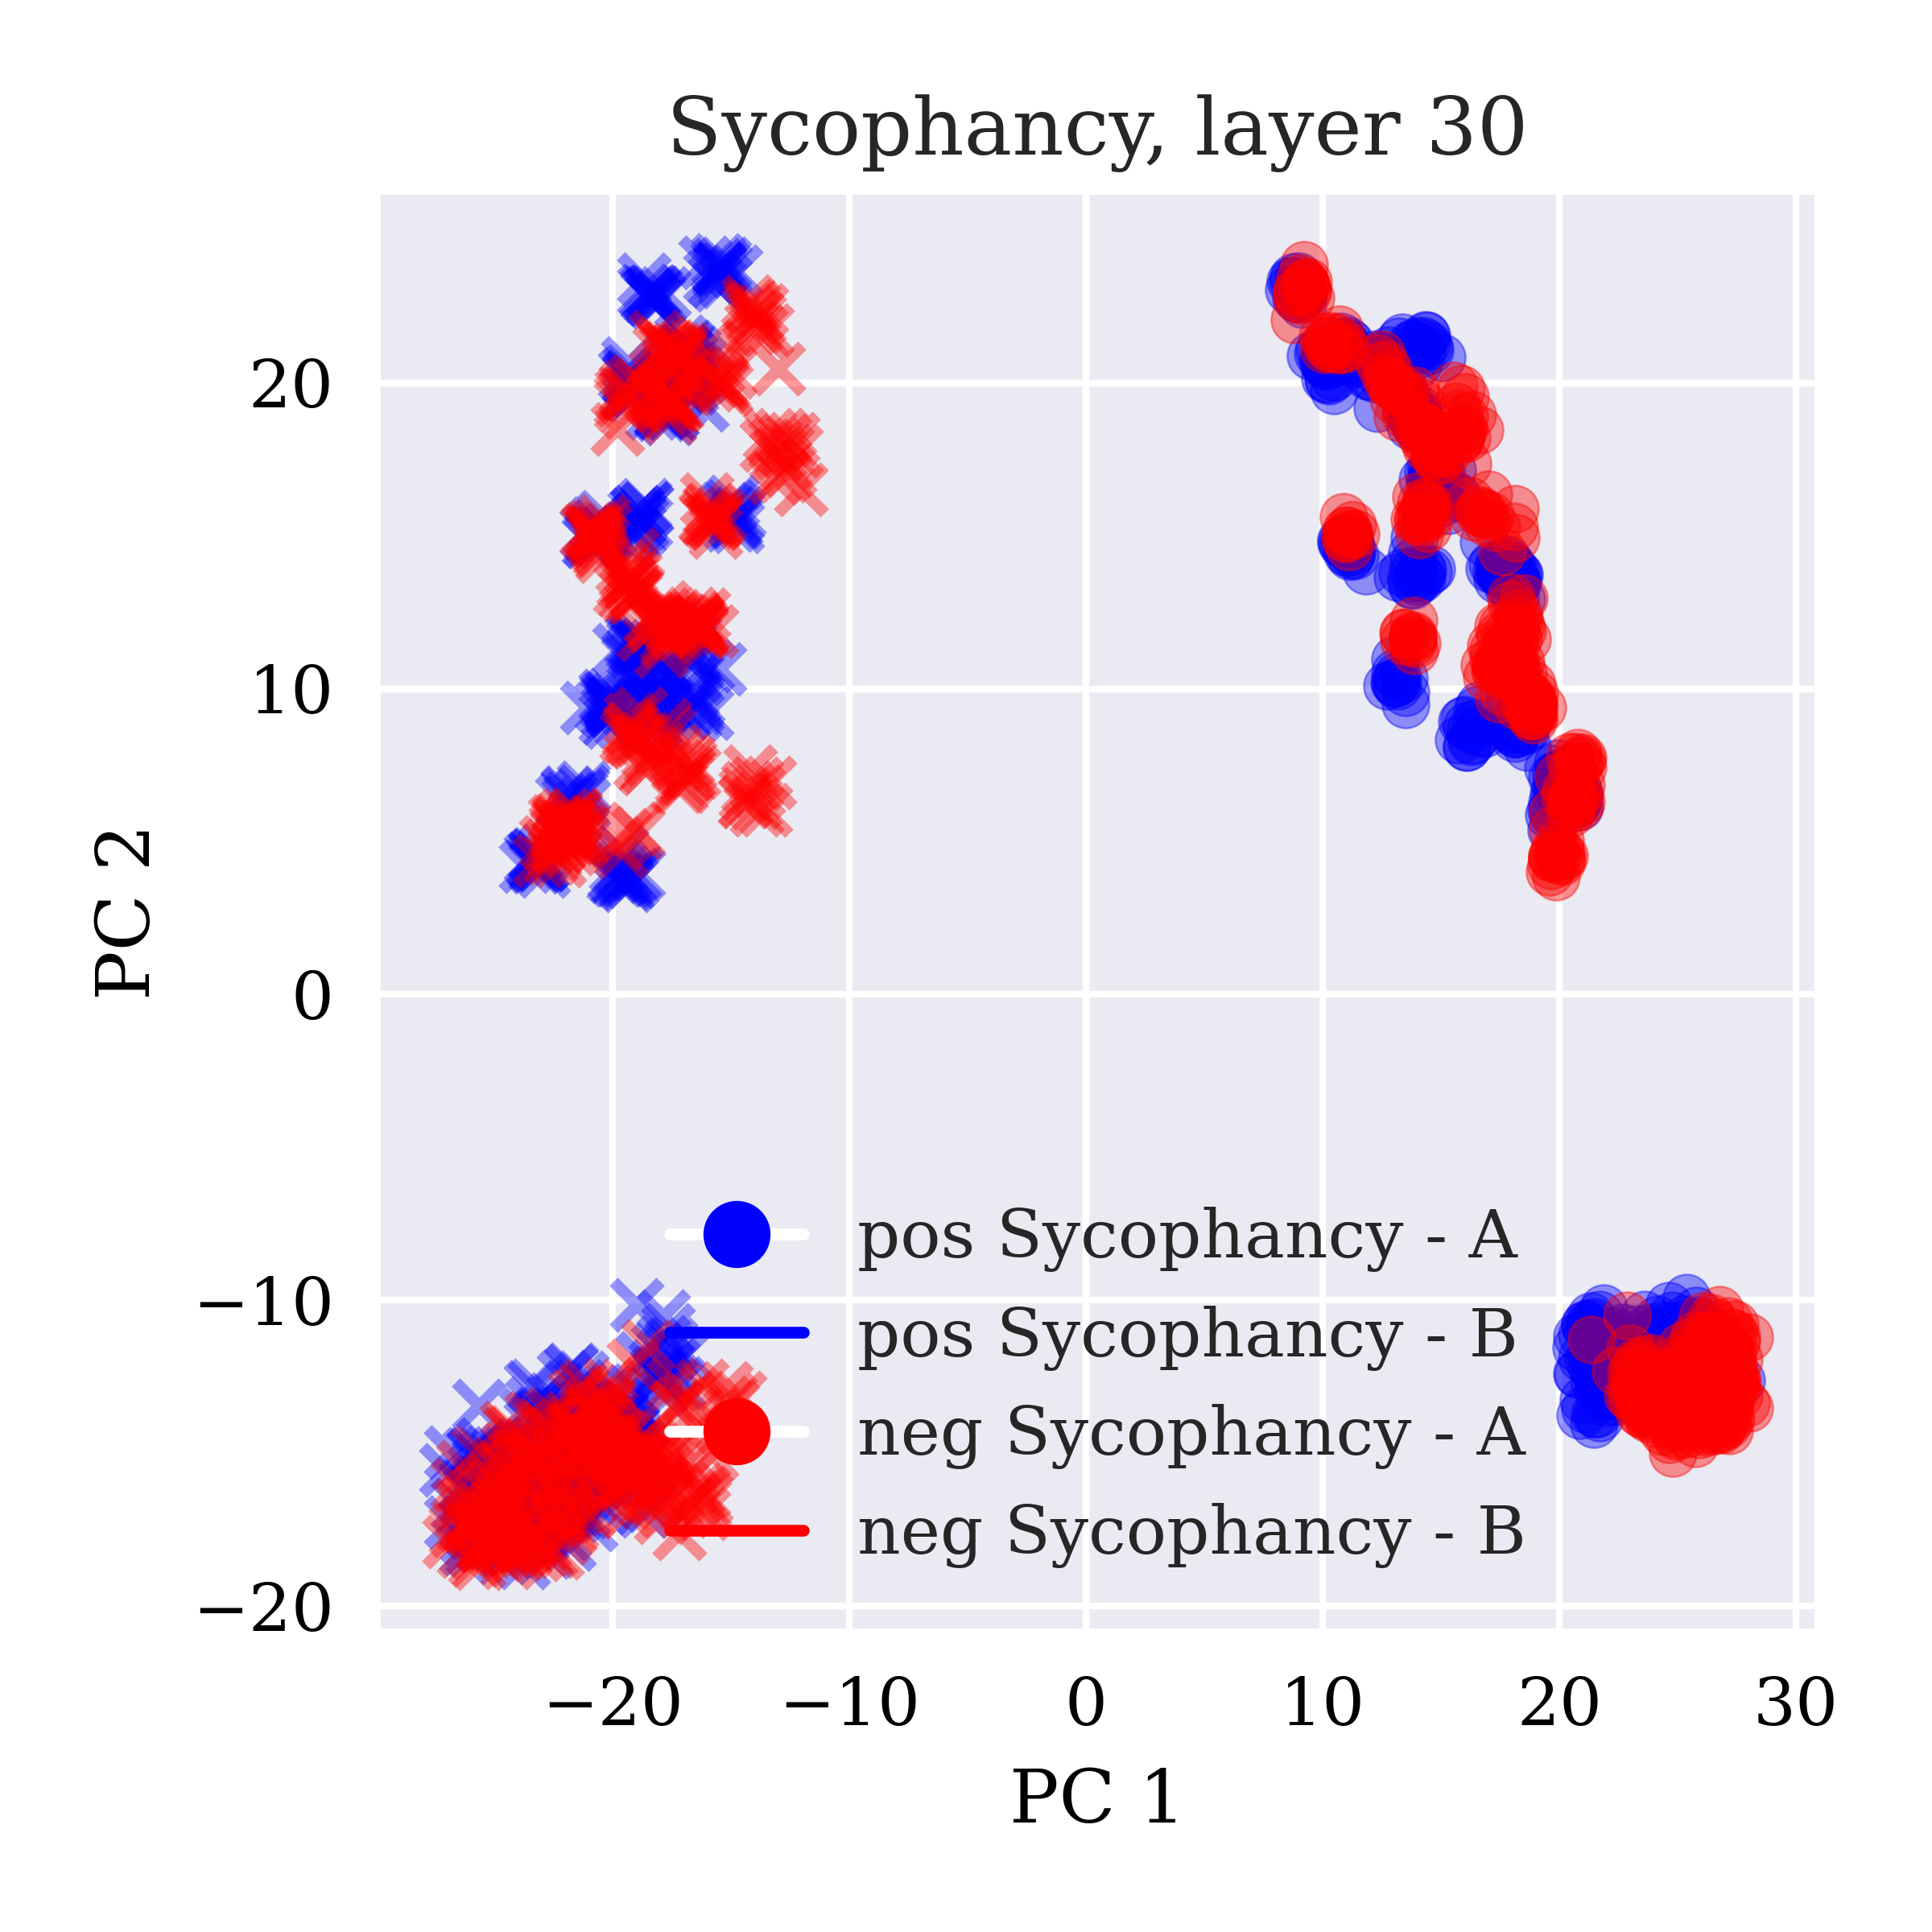 Sycophancy, layer 30
20
10
0
−10
−20
PC 2
pos Sycophancy - A
pos Sycophancy - B
neg Sycophancy - A
neg Sycophancy - B
−20 −10 0 10 20 30
PC 1